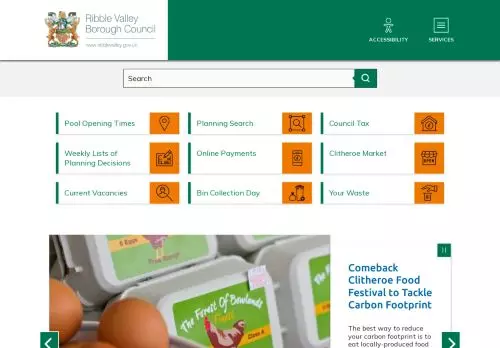 Ribble Valley
Borough Council
www.ribblevalley.gov.uk
ACCESSIBILITY
SERVICES
Search
Pool Opening Times
Planning Search
Council Tax
Weekly Lists of
Planning Decisions
Online Payments
Clitheroe Market
OPEN
Current Vacancies
Bin Collection Day
Your Waste
6 Eggs
Free Range
The Forest Of Bowland
Class A
Comeback
Clitheroe Food
Festival to Tackle
Carbon Footprint
The best way to reduce
your carbon footprint is to
eat locally-produced food